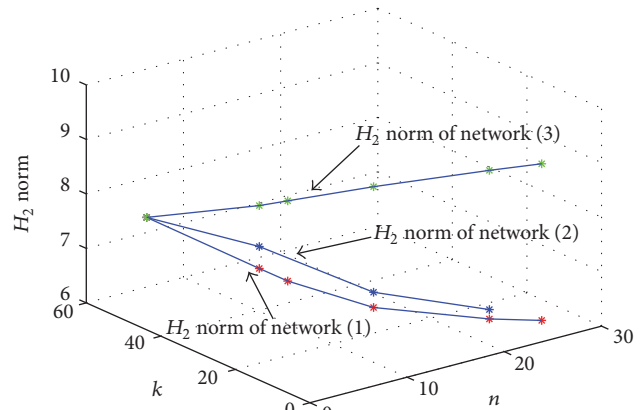 10
9
8
7
6
H₂ norm
60
40
20
0
k
0
10
20
30
n
H₂ norm of network (3)
H₂ norm of network (2)
H₂ norm of network (1)